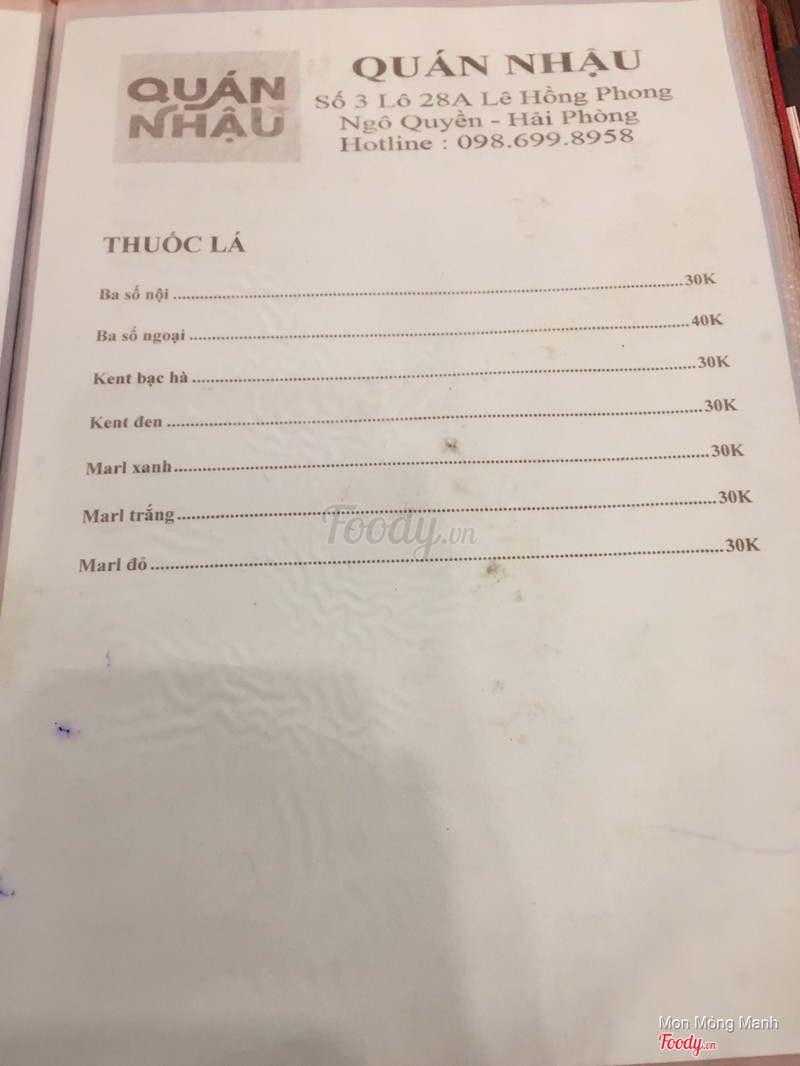 QUÁN
NHẬU
QUÁN NHẬU
Số 3 Lô 28A Lê Hồng Phong
Ngô Quyền - Hải Phòng
Hotline : 098.699.8958
THUỐC LÁ
Ba số nội ........ 30K
Ba số ngoại ........ 40K
Kent bạc hà ........ 30K
Kent đen ........ 30K
Marl xanh ........ 30K
Marl trắng ........ 30K
Marl đỏ ........ 30K
Foody.vn
Mon Mỏng Manh
Foody.vn